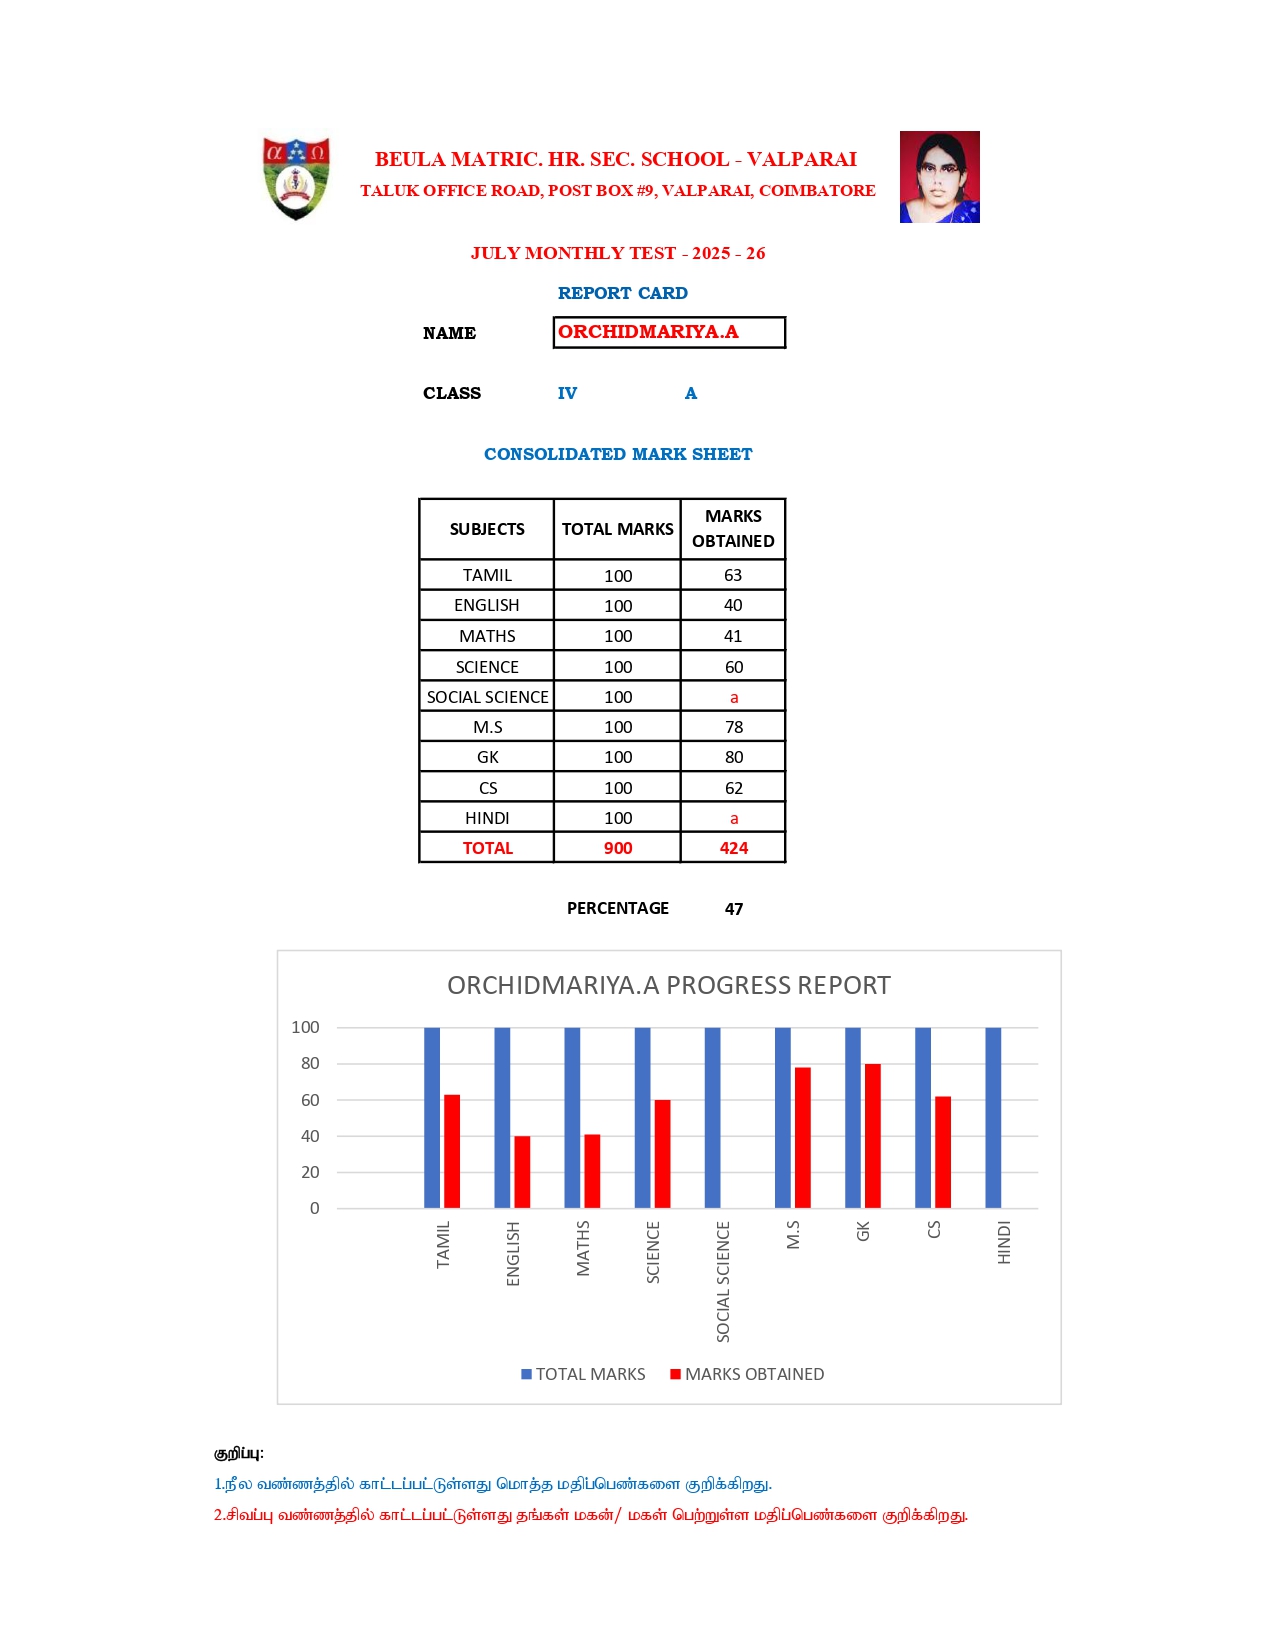 α Ω
BEULA MATRIC. HR. SEC. SCHOOL - VALPARAI
TALUK OFFICE ROAD, POST BOX #9, VALPARAI, COIMBATORE
JULY MONTHLY TEST - 2025 - 26
REPORT CARD
NAME ORCHIDMARIYA.A
CLASS IV A
CONSOLIDATED MARK SHEET
SUBJECTS TOTAL MARKS MARKS OBTAINED
TAMIL 100 63
ENGLISH 100 40
MATHS 100 41
SCIENCE 100 60
SOCIAL SCIENCE 100 a
M.S 100 78
GK 100 80
CS 100 62
HINDI 100 a
TOTAL 900 424
PERCENTAGE 47
ORCHIDMARIYA.A PROGRESS REPORT
100
80
60
40
20
0
TAMIL ENGLISH MATHS SCIENCE SOCIAL SCIENCE M.S GK CS HINDI
TOTAL MARKS MARKS OBTAINED
குறிப்பு:
1.நீல வண்ணத்தில் காட்டப்பட்டுள்ளது மொத்த மதிப்பெண்களை குறிக்கிறது.
2.சிவப்பு வண்ணத்தில் காட்டப்பட்டுள்ளது தங்கள் மகன்/ மகள் பெற்றுள்ள மதிப்பெண்களை குறிக்கிறது.